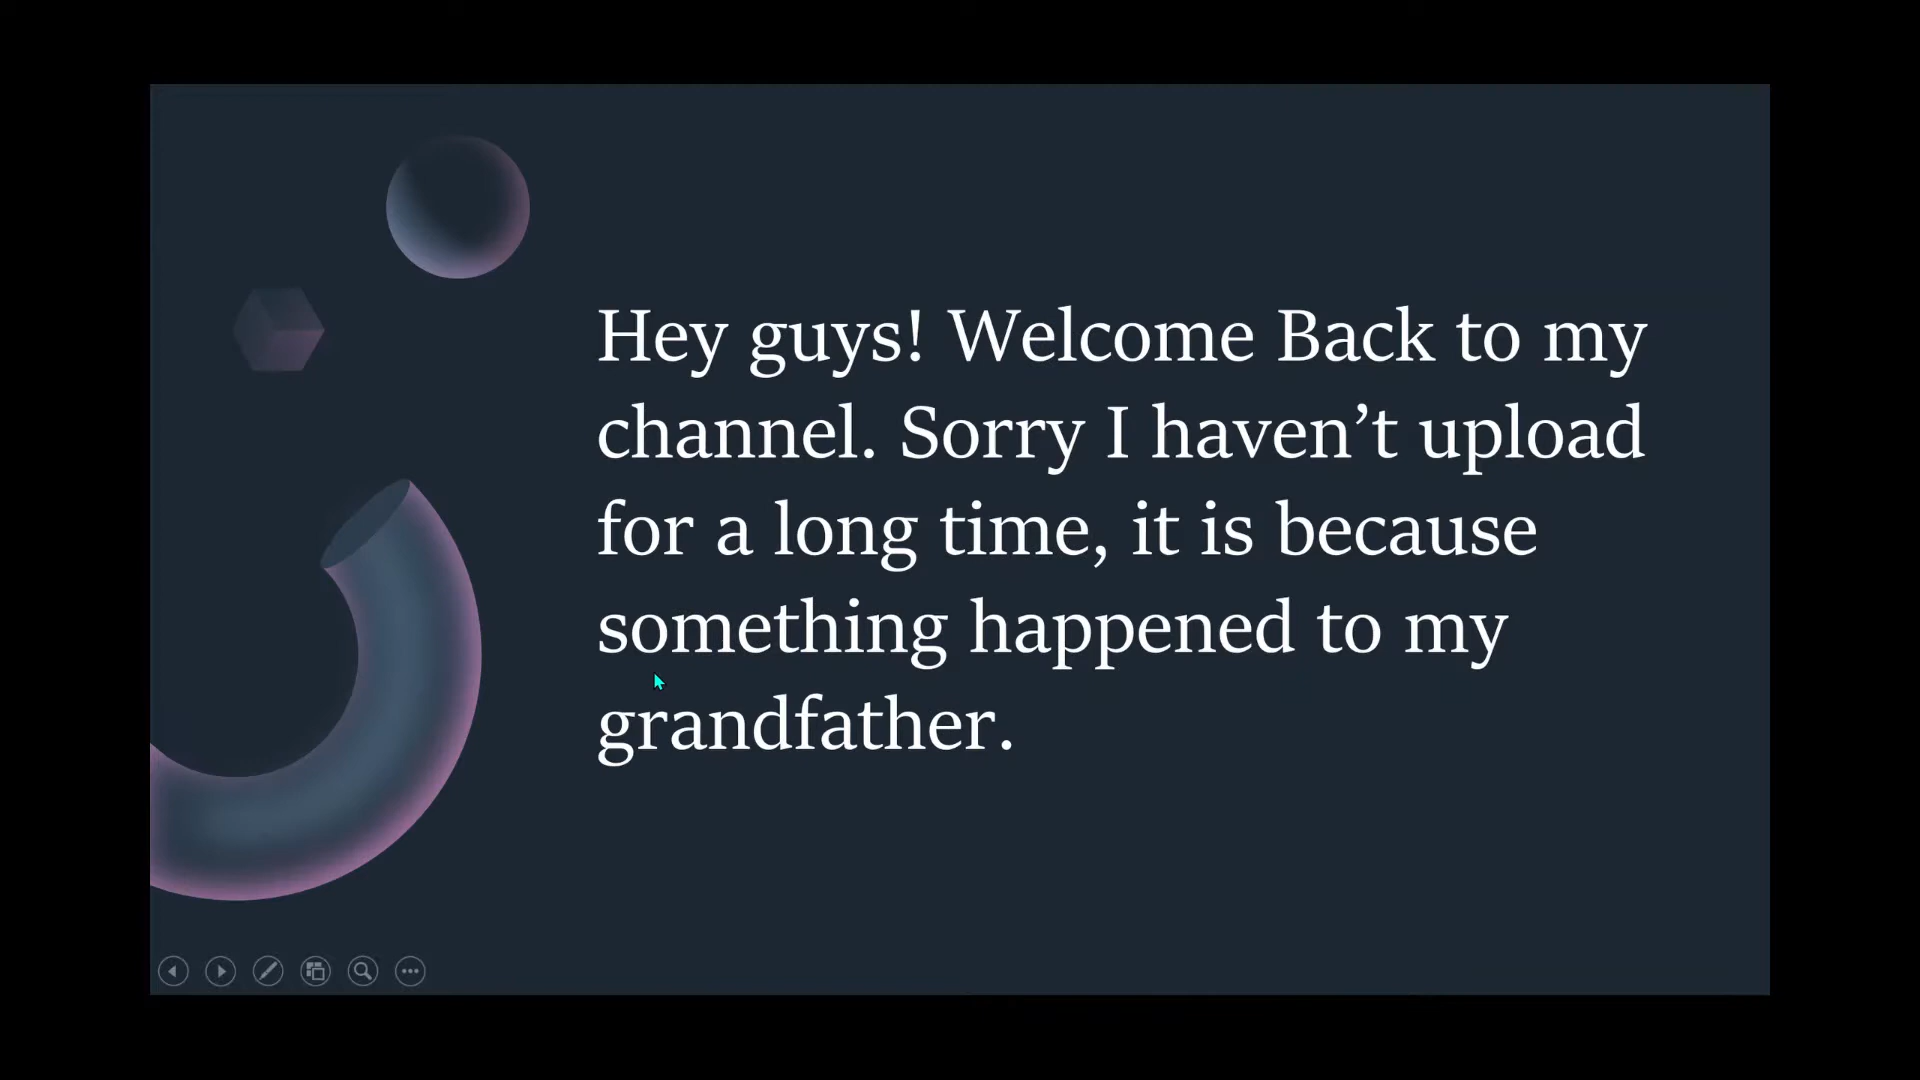 Hey guys! Welcome Back to my
channel. Sorry I haven’t upload
for a long time, it is because
something happened to my
grandfather.